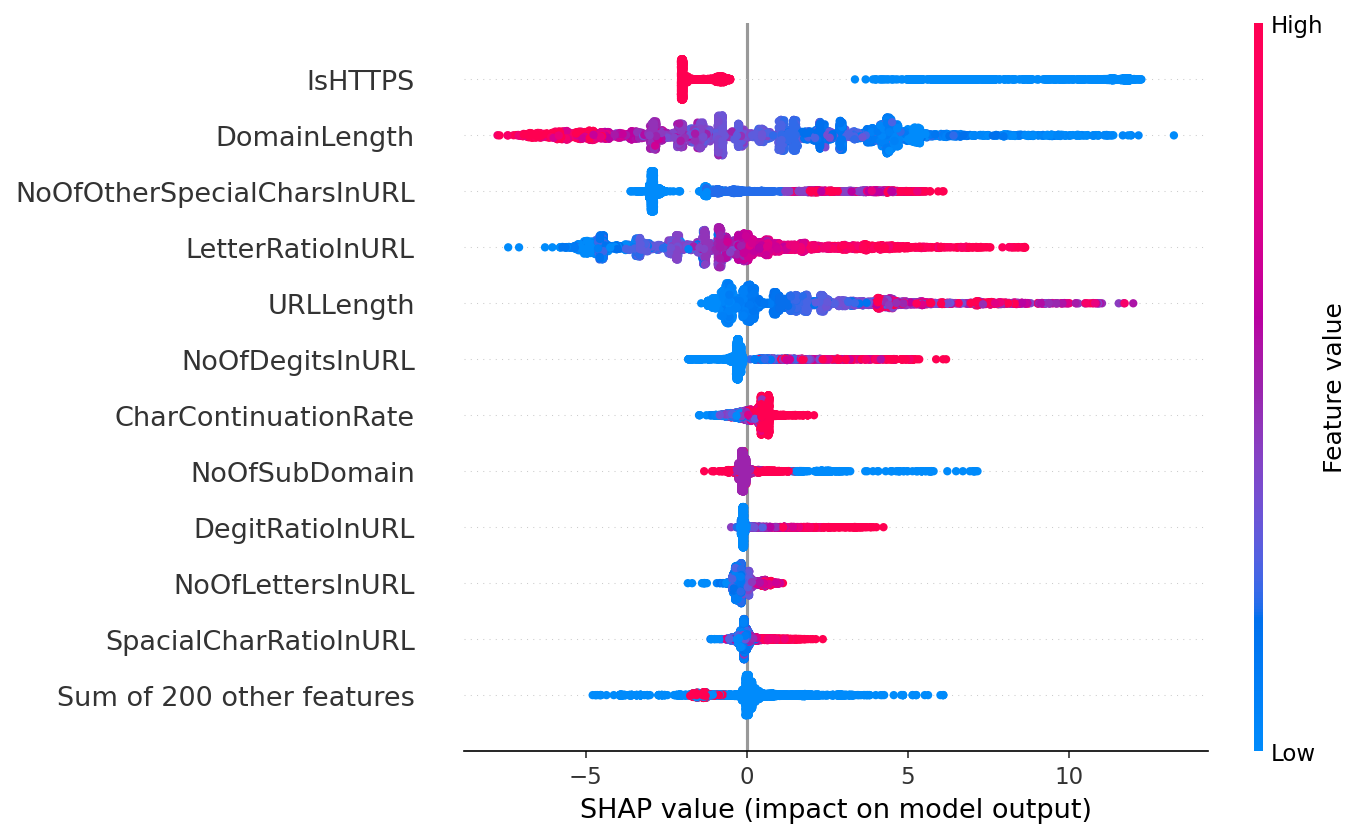 High
IsHTTPS
DomainLength
NoOfOtherSpecialCharsInURL
LetterRatioInURL
URLLength
NoOfDegitsInURL
CharContinuationRate
NoOfSubDomain
DegitRatioInURL
NoOfLettersInURL
SpacialCharRatioInURL
Sum of 200 other features
Feature value
Low
−5 0 5 10
SHAP value (impact on model output)